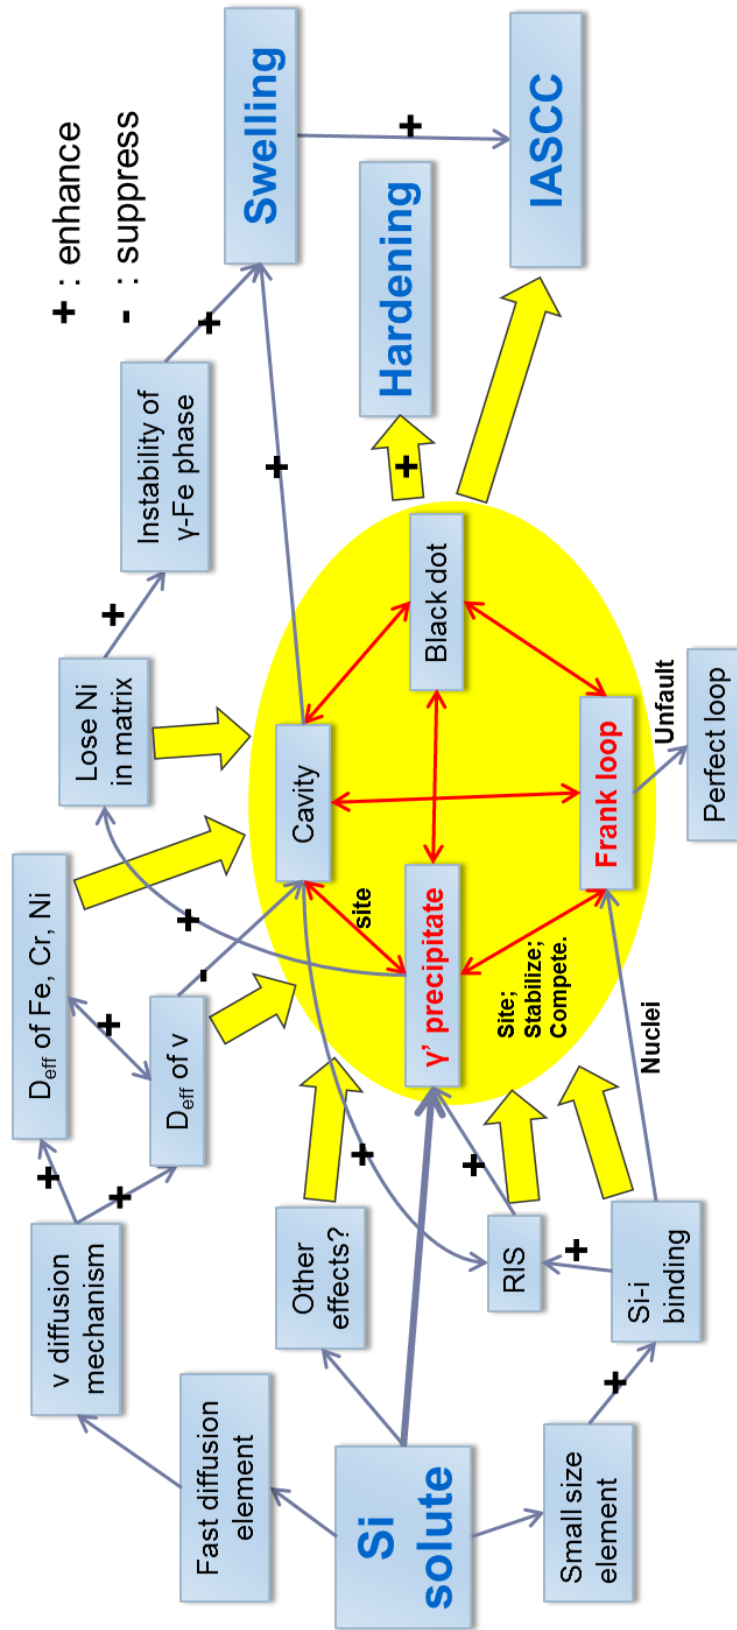 + : enhance
- : suppress
Si
solute
Fast diffusion
element
v diffusion
mechanism
+
+
D_eff of Fe, Cr, Ni
+
D_eff of v
-
Lose Ni
in matrix
+
+
Instability of
γ-Fe phase
+
Swelling
+
+
Hardening
+
IASCC
Other
effects?
+
Small size
element
+
Si-i
binding
+
RIS
+
Nuclei
Cavity
site
γ' precipitate
Site;
Stabilize;
Compete.
Black dot
Frank loop
Unfault
Perfect loop